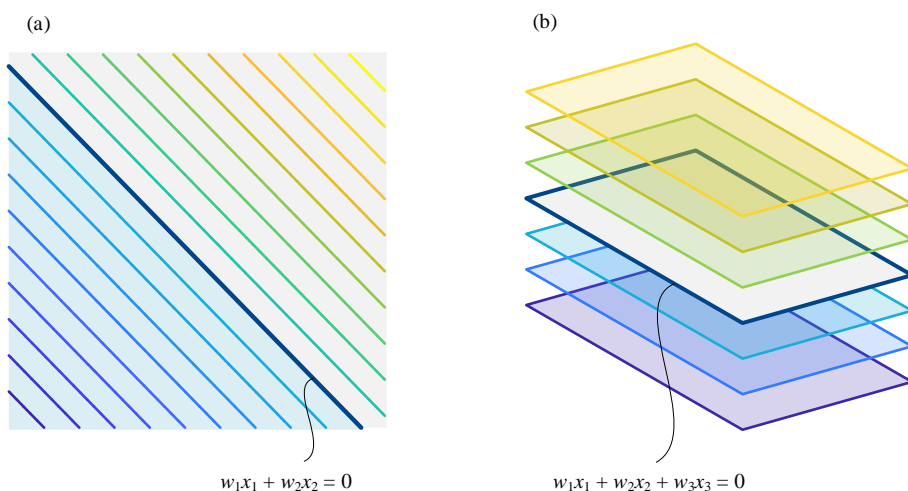 (a)
(b)
w₁x₁ + w₂x₂ = 0
w₁x₁ + w₂x₂ + w₃x₃ = 0